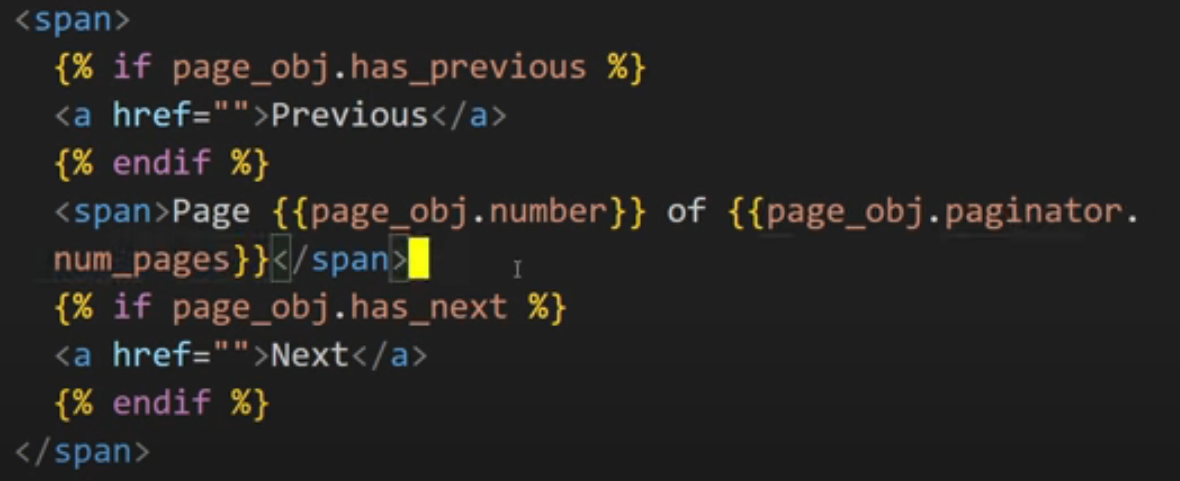 <span>
{% if page_obj.has_previous %}
<a href="">Previous</a>
{% endif %}
<span>Page {{page_obj.number}} of {{page_obj.paginator.
num_pages}}</span>
{% if page_obj.has_next %}
<a href="">Next</a>
{% endif %}
</span>